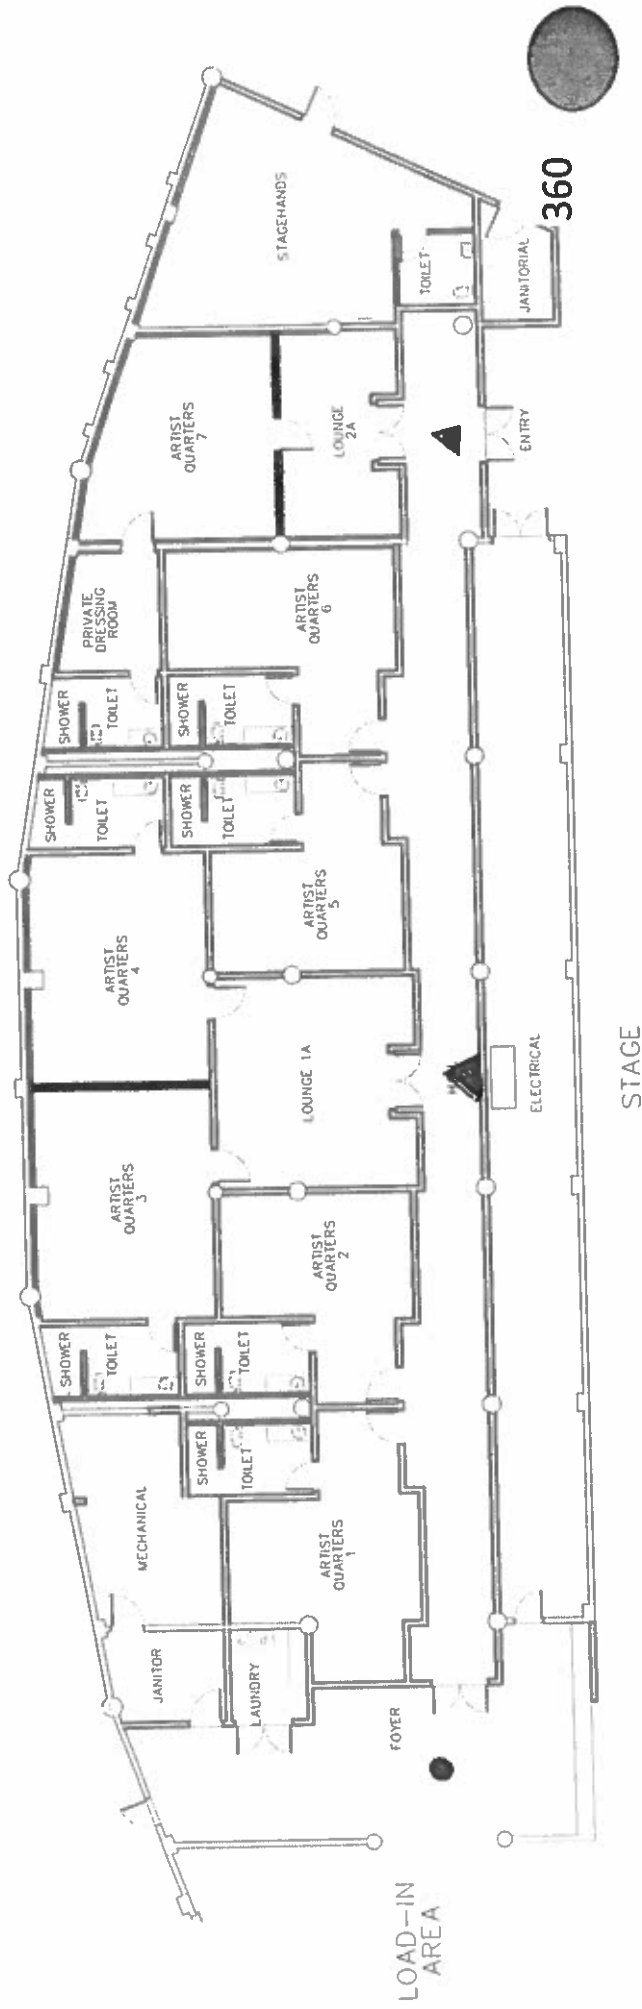 360
STAGEHANDS
TOILET
JANITORIAL
ARTIST
QUARTERS
7
LOUNGE
2A
ENTRY
PRIVATE
DRESSING
ROOM
ARTIST
QUARTERS
6
SHOWER
TOILET
SHOWER
TOILET
SHOWER
TOILET
SHOWER
TOILET
ARTIST
QUARTERS
4
ARTIST
QUARTERS
5
LOUNGE 1A
ELECTRICAL
STAGE
ARTIST
QUARTERS
3
ARTIST
QUARTERS
2
SHOWER
TOILET
SHOWER
TOILET
SHOWER
TOILET
MECHANICAL
ARTIST
QUARTERS
1
JANITOR
LAUNDRY
FOYER
LOAD-IN
AREA